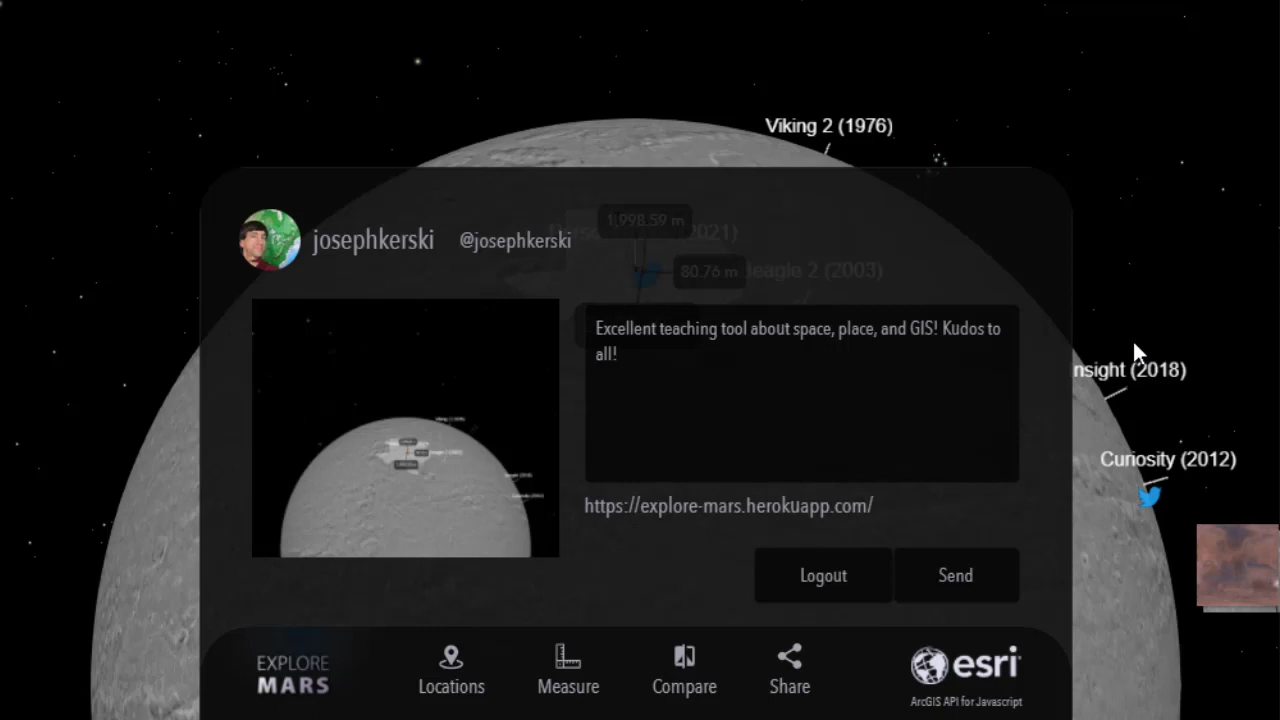 Viking 2 (1976)
1,998.59 m
2021)
josephkerski @josephkerski
80.76 m
eagle 2 (2003)
Excellent teaching tool about space, place, and GIS! Kudos to
all!
nsight (2018)
Curiosity (2012)
https://explore-mars.herokuapp.com/
Logout
Send
EXPLORE
MARS
Locations
Measure
Compare
Share
esri
ArcGIS API for Javascript